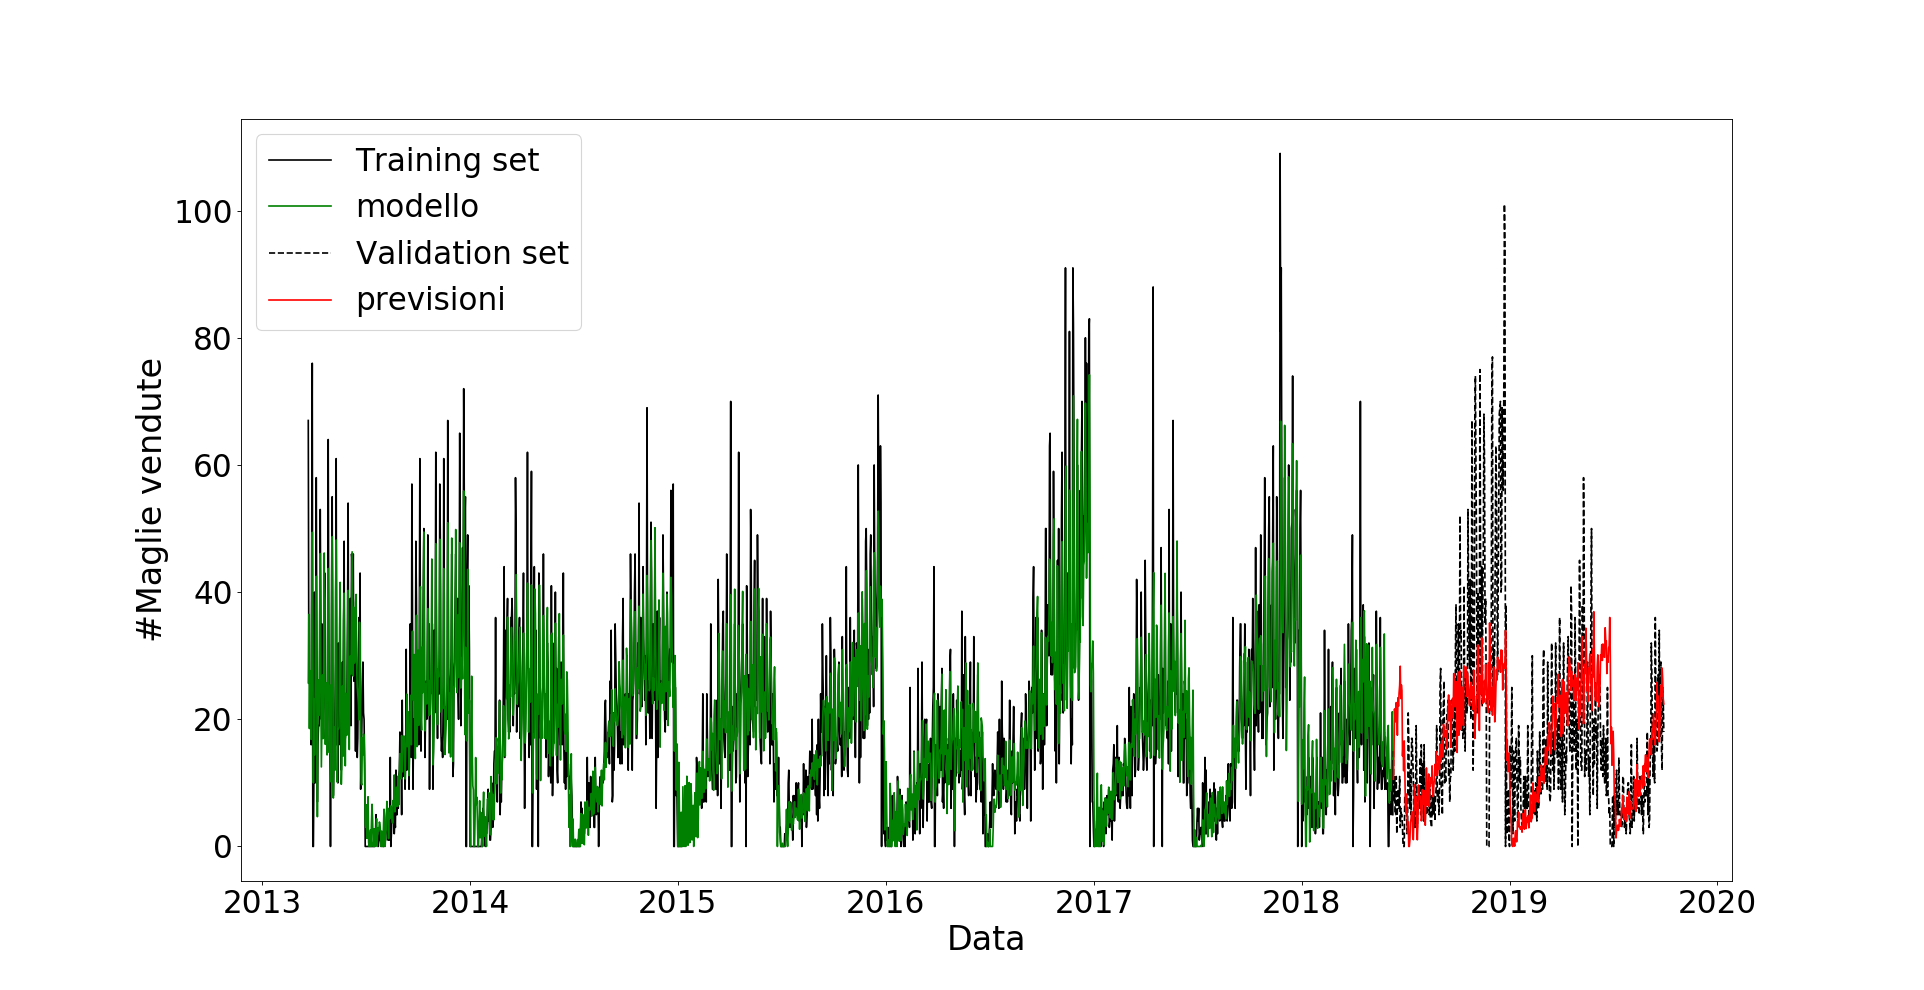 Training set
modello
Validation set
previsioni
100
80
60
40
20
0
#Maglie vendute
2013 2014 2015 2016 2017 2018 2019 2020
Data